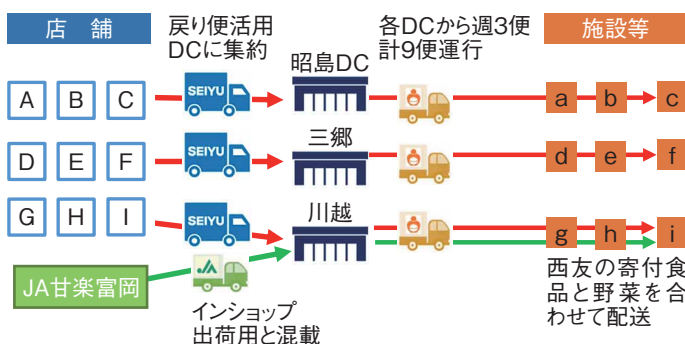 店 舗
戻り便活用
DCに集約
各DCから週3便
計9便運行
施設等
昭島DC
A B C
SEIYU
a b c
三郷
D E F
SEIYU
d e f
川越
G H I
SEIYU
g h i
JA甘楽富岡
JA
インショップ
出荷用と混載
西友の寄付食
品と野菜を合
わせて配送